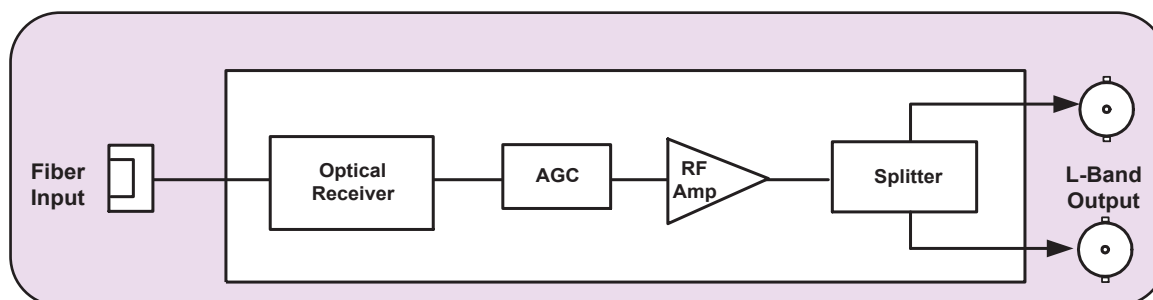 Fiber
Input
Optical
Receiver
AGC
RF
Amp
Splitter
L-Band
Output